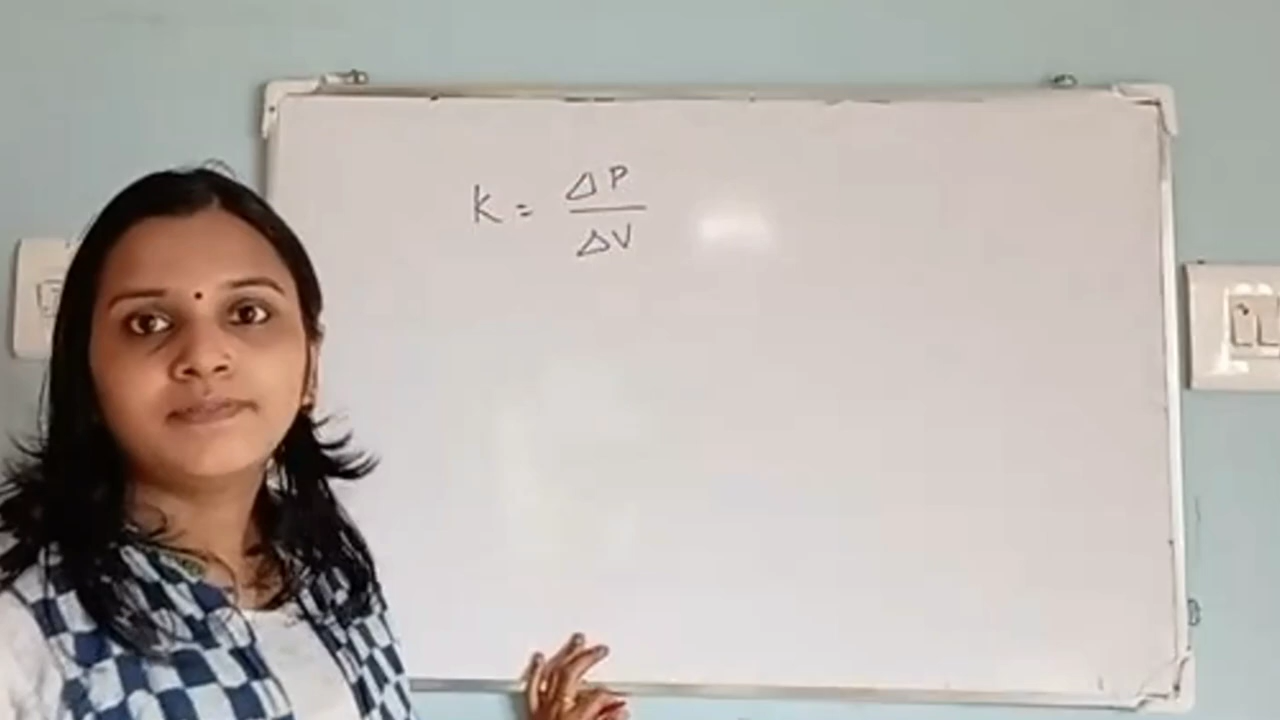 K = ΔP / ΔV